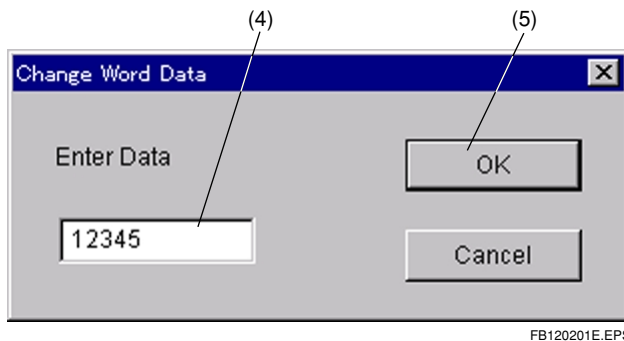 (4) (5)
Change Word Data
Enter Data
OK
12345
Cancel
FB120201E.EPS